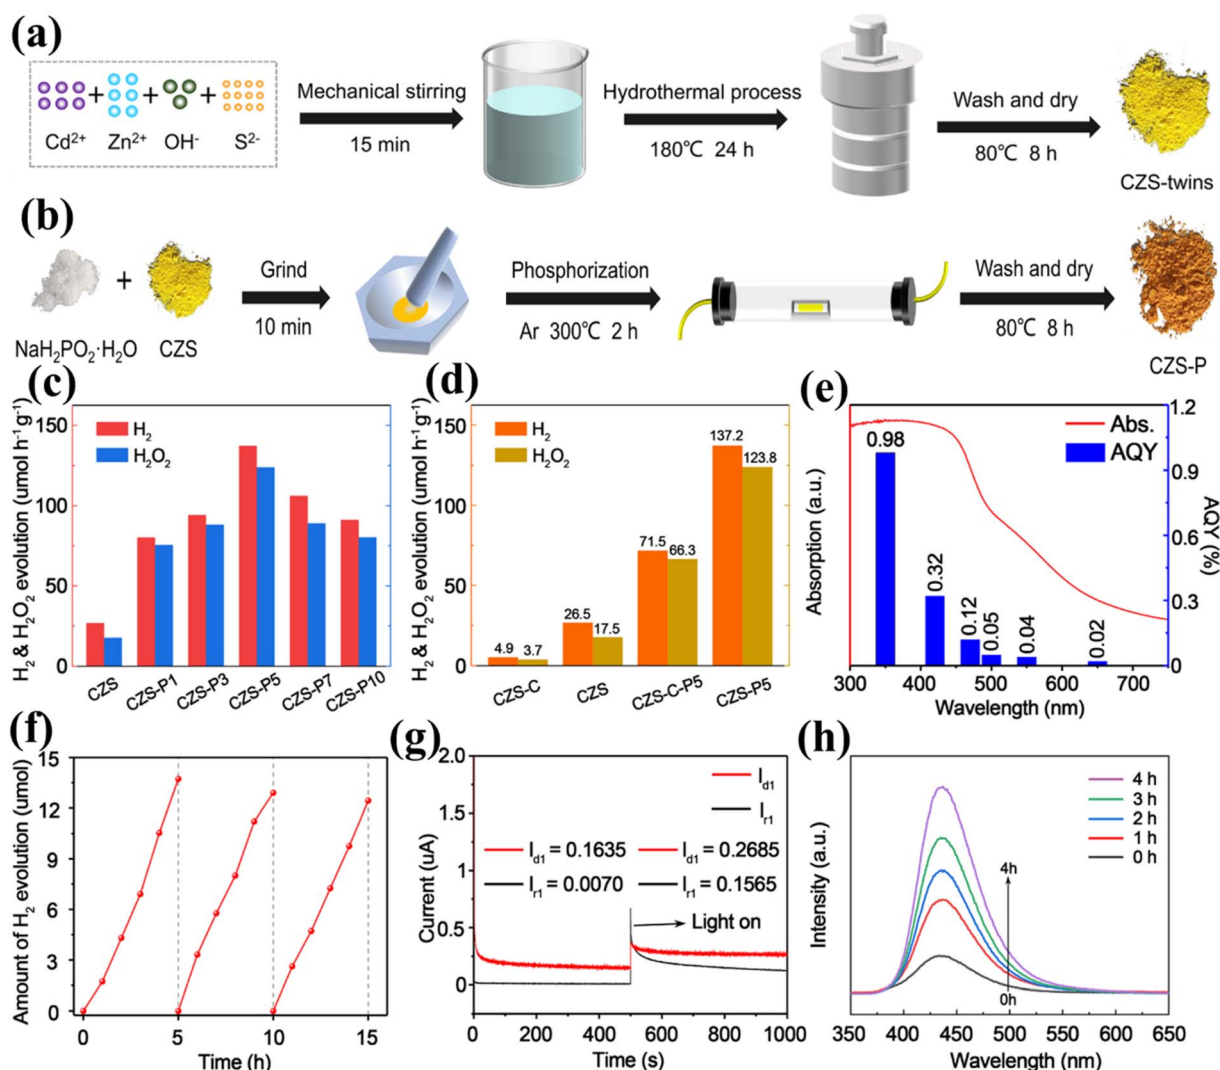 (a)
Cd²⁺ + Zn²⁺ + OH⁻ + S²⁻
Mechanical stirring
15 min
Hydrothermal process
180℃ 24 h
Wash and dry
80℃ 8 h
CZS-twins
(b)
NaH₂PO₂·H₂O + CZS
Grind
10 min
Phosphorization
Ar 300℃ 2 h
Wash and dry
80℃ 8 h
CZS-P
(c)
H₂ & H₂O₂ evolution (umol h⁻¹ g⁻¹)
150
100
50
0
H₂
H₂O₂
CZS CZS-P1 CZS-P3 CZS-P5 CZS-P7 CZS-P10
(d)
H₂ & H₂O₂ evolution (umol h⁻¹ g⁻¹)
150
100
50
0
H₂
H₂O₂
4.9 3.7 26.5 17.5 71.5 66.3 137.2 123.8
CZS-C CZS CZS-C-P5 CZS-P5
(e)
Absorption (a.u.)
Abs.
AQY
0.98 0.32 0.12 0.05 0.04 0.02
1.2
0.9
0.6
0.3
0
AQY (%)
300 400 500 600 700
Wavelength (nm)
(f)
Amount of H₂ evolution (umol)
15
12
9
6
3
0
0 5 10 15
Time (h)
(g)
Current (uA)
2.0
1.5
1
0.5
0
I_d1
I_r1
I_d1 = 0.1635 I_d1 = 0.2685
I_r1 = 0.0070 I_r1 = 0.1565
Light on
0 200 400 600 800 1000
Time (s)
(h)
Intensity (a.u.)
4 h
3 h
2 h
1 h
0 h
4h
0h
350 400 450 500 550 600 650
Wavelength (nm)